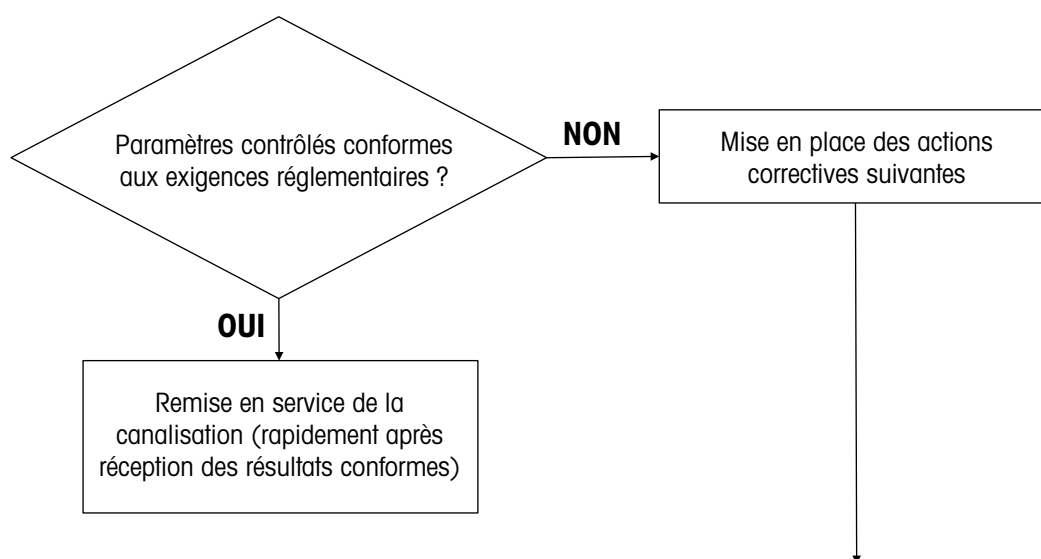 Paramètres contrôlés conformes
aux exigences réglementaires ?
NON
Mise en place des actions
correctives suivantes
OUI
Remise en service de la
canalisation (rapidement après
réception des résultats conformes)